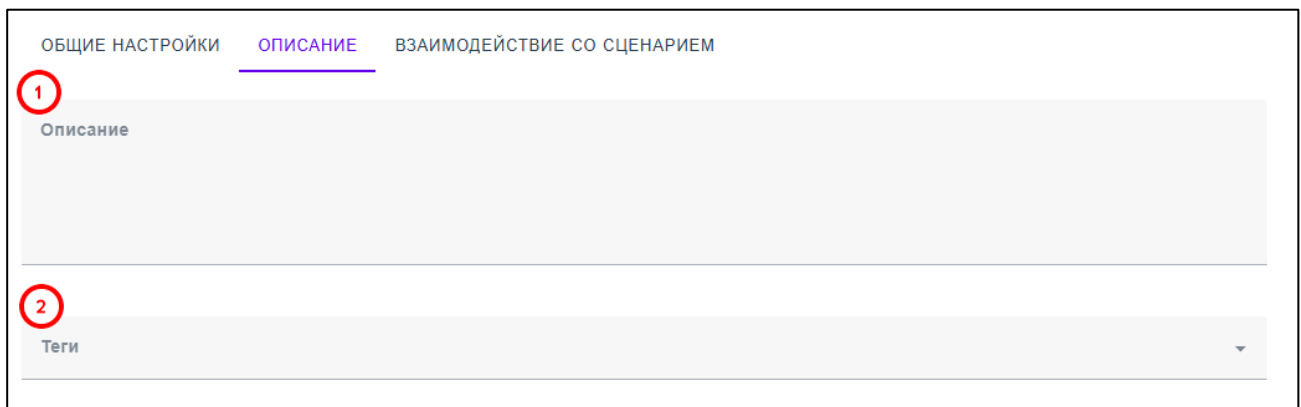 ОБЩИЕ НАСТРОЙКИ ОПИСАНИЕ ВЗАИМОДЕЙСТВИЕ СО СЦЕНАРИЕМ
1
Описание
2
Теги